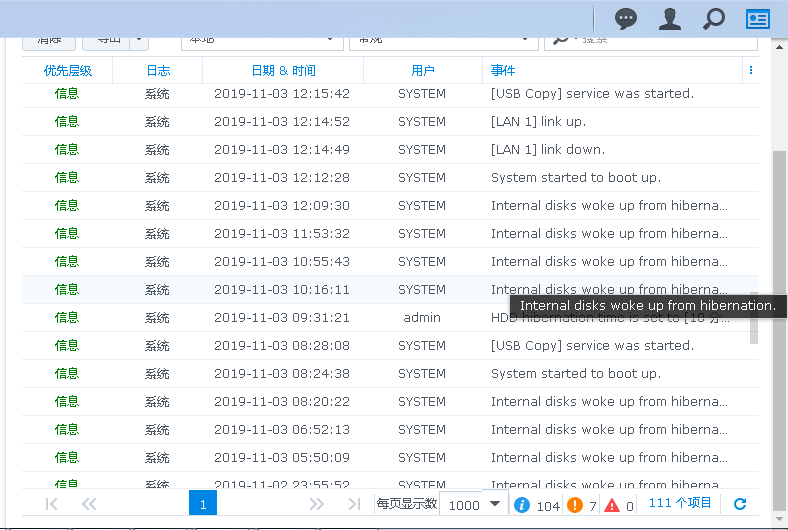 清除 导出 本地 常规 搜索
优先层级 日志 日期 & 时间 用户 事件
信息 系统 2019-11-03 12:15:42 SYSTEM [USB Copy] service was started.
信息 系统 2019-11-03 12:14:52 SYSTEM [LAN 1] link up.
信息 系统 2019-11-03 12:14:49 SYSTEM [LAN 1] link down.
信息 系统 2019-11-03 12:12:28 SYSTEM System started to boot up.
信息 系统 2019-11-03 12:09:30 SYSTEM Internal disks woke up from hiberna...
信息 系统 2019-11-03 11:53:32 SYSTEM Internal disks woke up from hiberna...
信息 系统 2019-11-03 10:55:43 SYSTEM Internal disks woke up from hiberna...
信息 系统 2019-11-03 10:16:11 SYSTEM Internal disks woke up from hiberna...
Internal disks woke up from hibernation.
信息 系统 2019-11-03 09:31:21 admin HDD hibernation time is set to [10 分...
信息 系统 2019-11-03 08:28:08 SYSTEM [USB Copy] service was started.
信息 系统 2019-11-03 08:24:38 SYSTEM System started to boot up.
信息 系统 2019-11-03 08:20:22 SYSTEM Internal disks woke up from hiberna...
信息 系统 2019-11-03 06:52:13 SYSTEM Internal disks woke up from hiberna...
信息 系统 2019-11-03 05:50:09 SYSTEM Internal disks woke up from hiberna...
信息 系统 2019-11-02 23:55:52 SYSTEM Internal disks woke up from hiberna...
1 每页显示数 1000 104 7 0 111 个项目